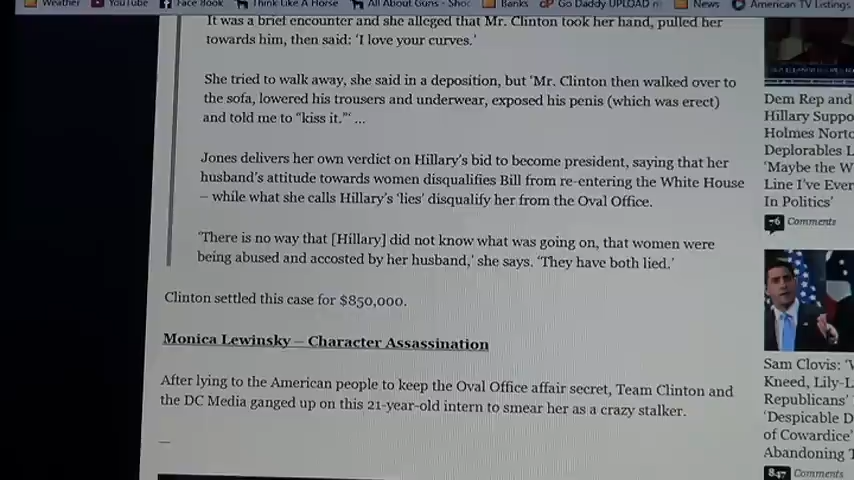 Weather
YouTube
Face Book
Think Like A Horse
All About Guns - Shoo
Banks
Go Daddy UPLOAD
News
American TV Listings
It was a brief encounter and she alleged that Mr. Clinton took her hand, pulled her
towards him, then said: 'I love your curves.'
She tried to walk away, she said in a deposition, but 'Mr. Clinton then walked over to
the sofa, lowered his trousers and underwear, exposed his penis (which was erect)
and told me to "kiss it."' ...
Jones delivers her own verdict on Hillary's bid to become president, saying that her
husband's attitude towards women disqualifies Bill from re-entering the White House
– while what she calls Hillary's 'lies' disqualify her from the Oval Office.
'There is no way that [Hillary] did not know what was going on, that women were
being abused and accosted by her husband,' she says. 'They have both lied.'
Clinton settled this case for $850,000.
Monica Lewinsky – Character Assassination
After lying to the American people to keep the Oval Office affair secret, Team Clinton and
the DC Media ganged up on this 21-year-old intern to smear her as a crazy stalker.
—
Dem Rep and
Hillary Suppo
Holmes Norto
Deplorables L
'Maybe the W
Line I've Ever
In Politics'
76 Comments
Sam Clovis: 'W
Kneed, Lily-L
Republicans'
'Despicable D
of Cowardice'
Abandoning T
847 Comments